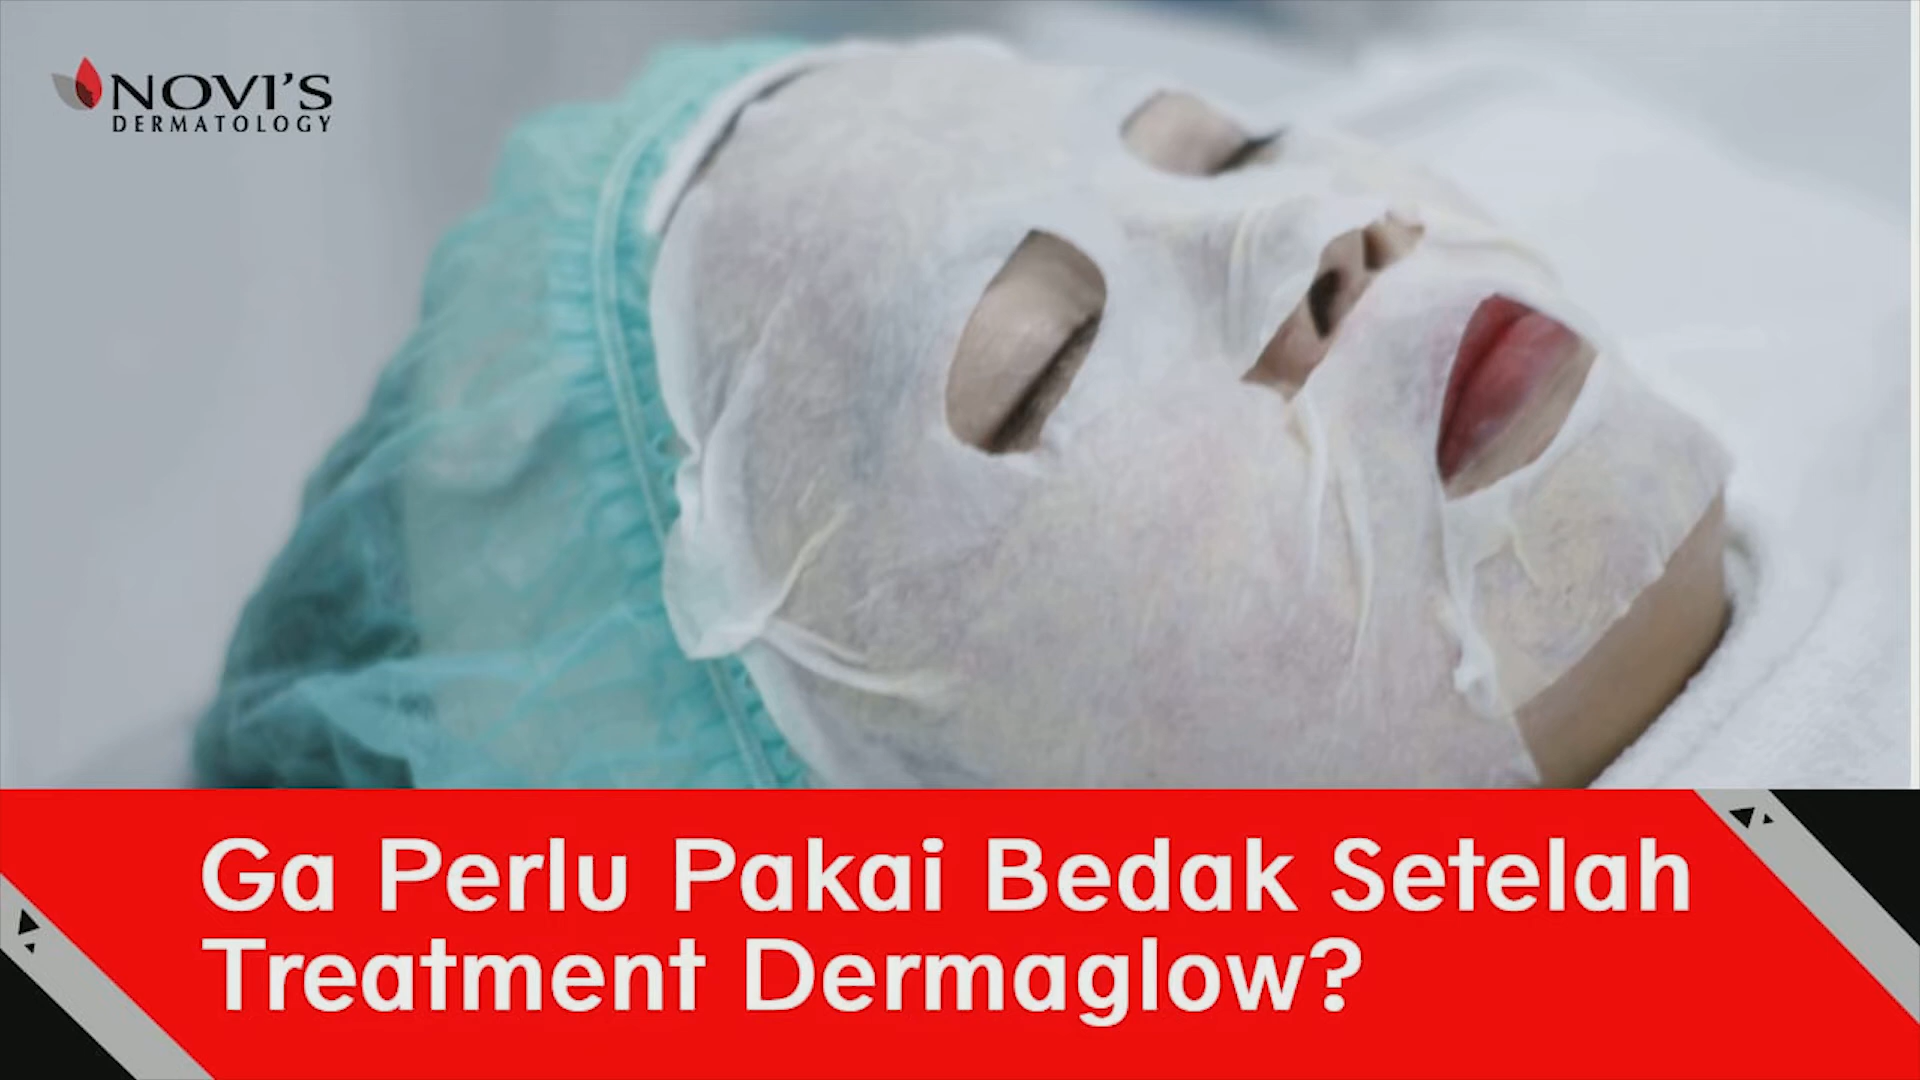 NOVI'S
DERMATOLOGY
Ga Perlu Pakai Bedak Setelah
Treatment Dermaglow?